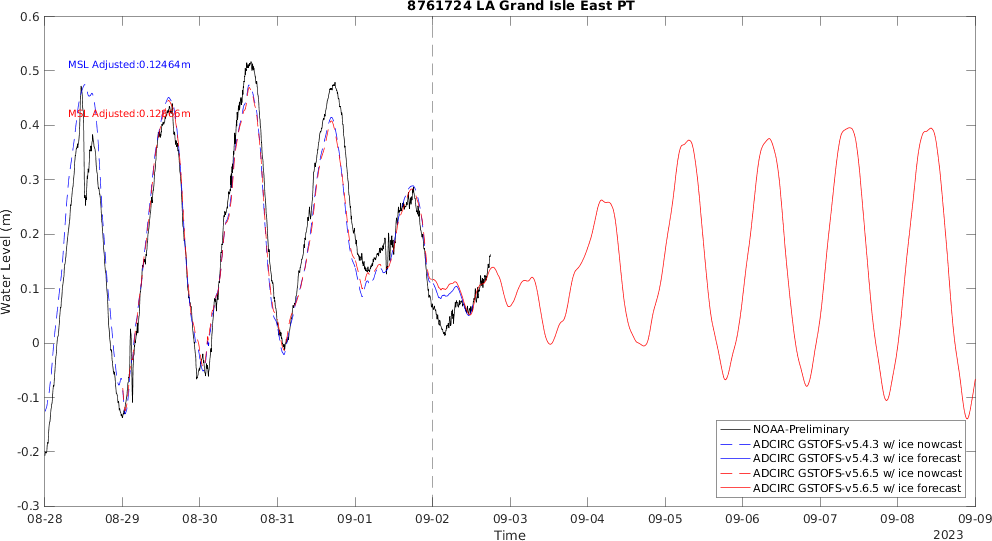 8761724 LA Grand Isle East PT
0.6
0.5
0.4
0.3
0.2
0.1
0
-0.1
-0.2
-0.3
Water Level (m)
MSL Adjusted:0.12464m
MSL
NOAA-Preliminary
ADCIRC GSTOFS-v5.4.3 w/ ice nowcast
ADCIRC GSTOFS-v5.4.3 w/ ice forecast
ADCIRC GSTOFS-v5.6.5 w/ ice nowcast
ADCIRC GSTOFS-v5.6.5 w/ ice forecast
08-28 08-29 08-30 08-31 09-01 09-02 09-03 09-04 09-05 09-06 09-07 09-08 09-09
Time
2023